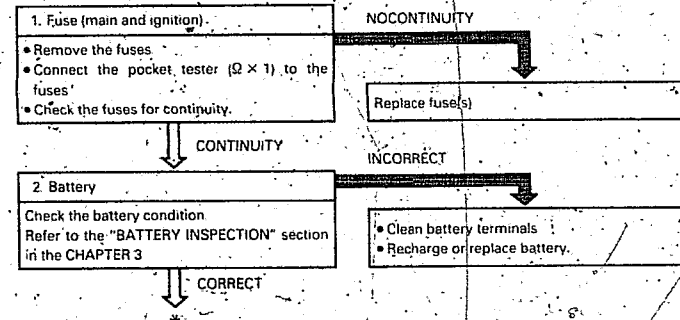 1. Fuse (main and ignition)
NOCONTINUITY
• Remove the fuses
• Connect the pocket tester (Ω × 1) to the
fuses
• Check the fuses for continuity.
Replace fuse(s)
CONTINUITY
INCORRECT
2. Battery
Check the battery condition
Refer to the "BATTERY INSPECTION" section
in the CHAPTER 3
• Clean battery terminals
• Recharge or replace battery.
CORRECT
*